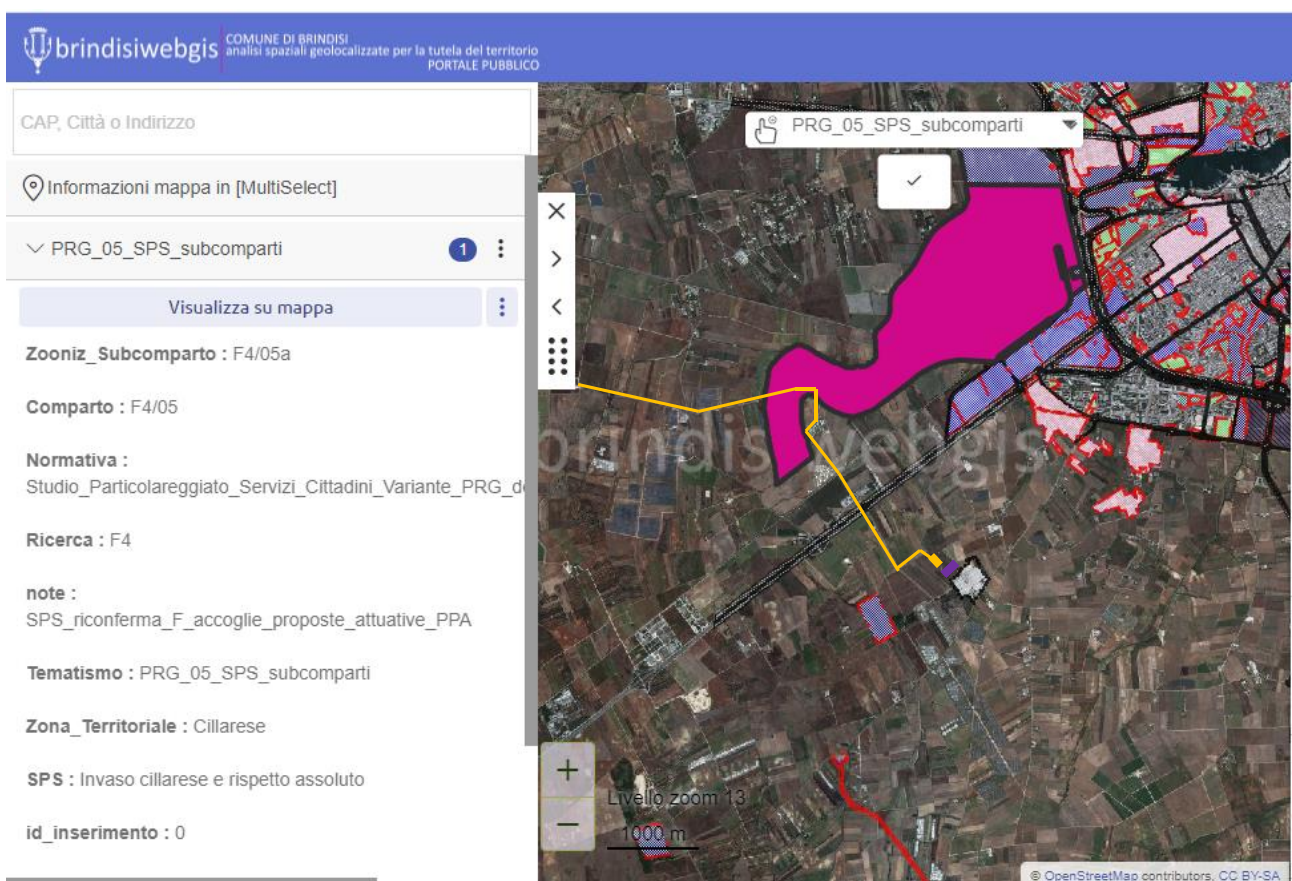 brindisiwebgis
COMUNE DI BRINDISI
analisi spaziali geolocalizzate per la tutela del territorio
PORTALE PUBBLICO
CAP, Città o Indirizzo
Informazioni mappa in [MultiSelect]
PRG_05_SPS_subcomparti
1
Visualizza su mappa
Zooniz_Subcomparto : F4/05a
Comparto : F4/05
Normativa :
Studio_Particolareggiato_Servizi_Cittadini_Variante_PRG_d
Ricerca : F4
note :
SPS_riconferma_F_accoglie_proposte_attuative_PPA
Tematismo : PRG_05_SPS_subcomparti
Zona_Territoriale : Cillarese
SPS : Invaso cillarese e rispetto assoluto
id_inserimento : 0
PRG_05_SPS_subcomparti
brindisiwebgis
Livello zoom 13
1000 m
© OpenStreetMap contributors, CC BY-SA